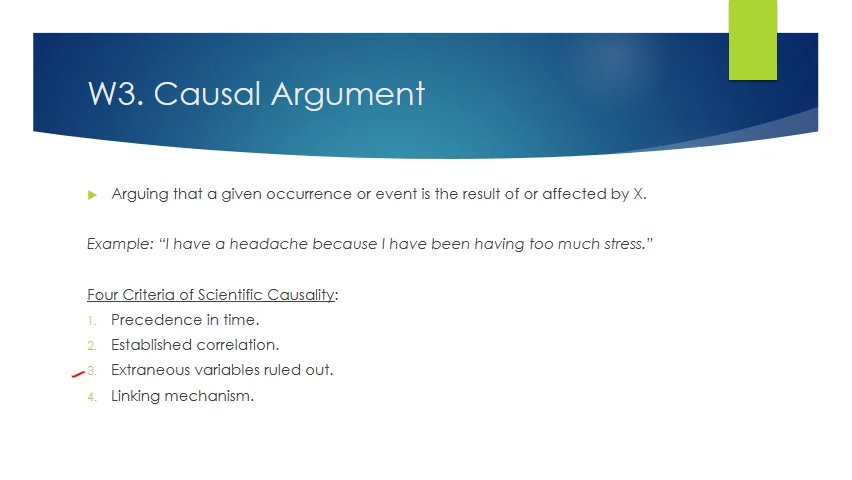 W3. Causal Argument
Arguing that a given occurrence or event is the result of or affected by X.
Example: “I have a headache because I have been having too much stress.”
Four Criteria of Scientific Causality:
1. Precedence in time.
2. Established correlation.
3. Extraneous variables ruled out.
4. Linking mechanism.